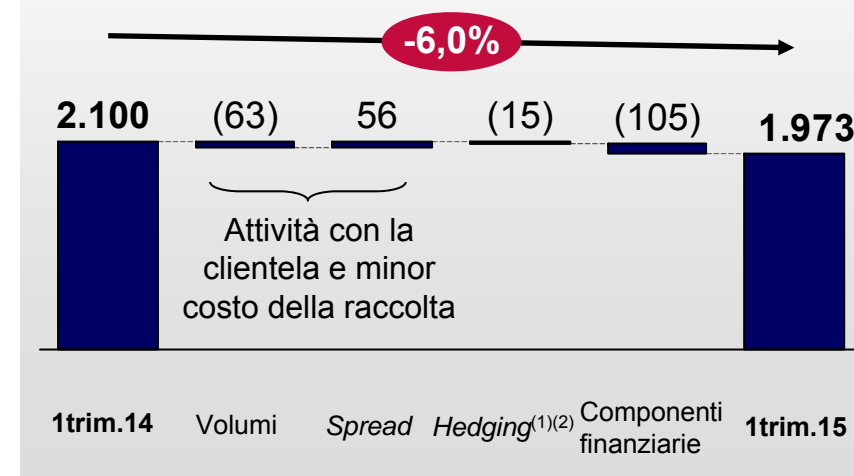 -6,0%
2.100 (63) 56 (15) (105) 1.973
Attività con la
clientela e minor
costo della raccolta
1trim.14 Volumi Spread Hedging(1)(2) Componenti
finanziarie 1trim.15